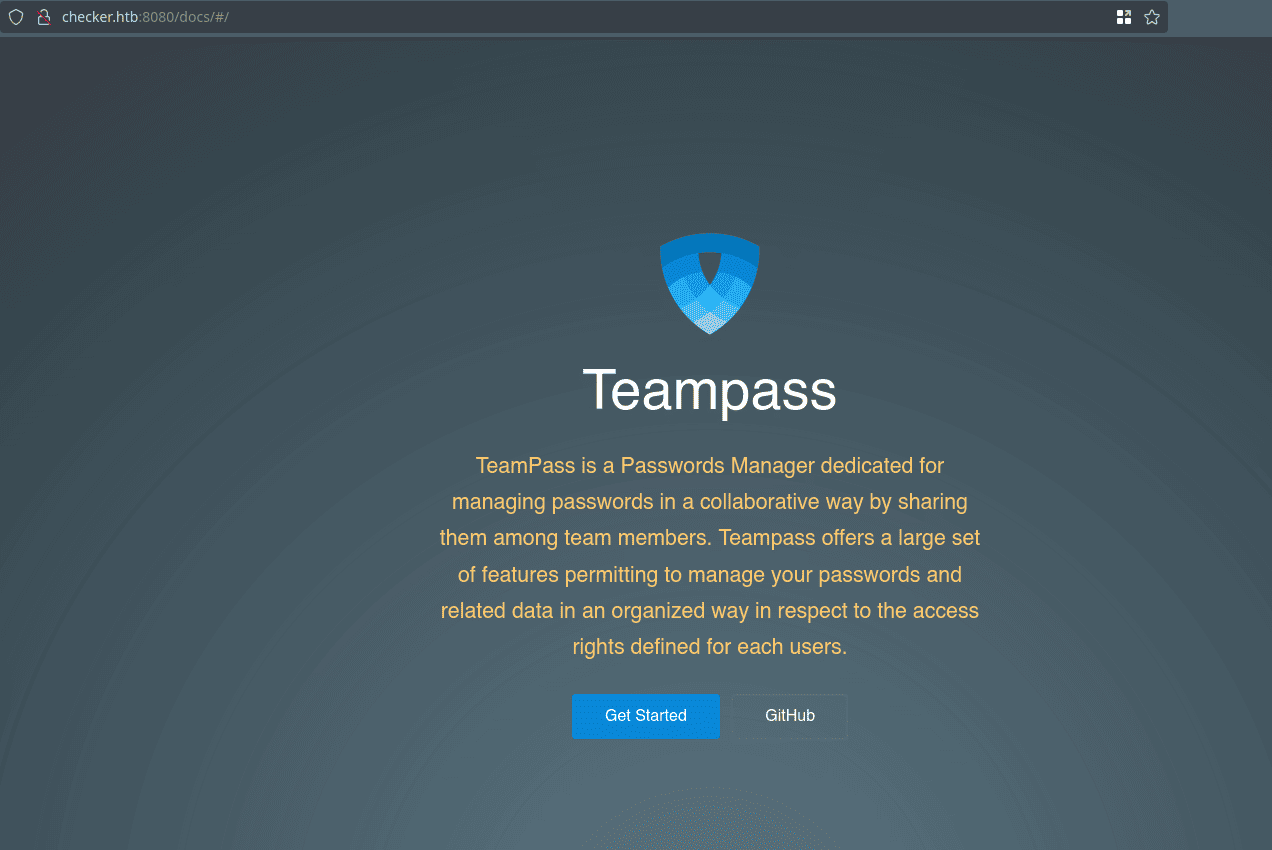 checker.htb:8080/docs/#/
Teampass
TeamPass is a Passwords Manager dedicated for
managing passwords in a collaborative way by sharing
them among team members. Teampass offers a large set
of features permitting to manage your passwords and
related data in an organized way in respect to the access
rights defined for each users.
Get Started
GitHub